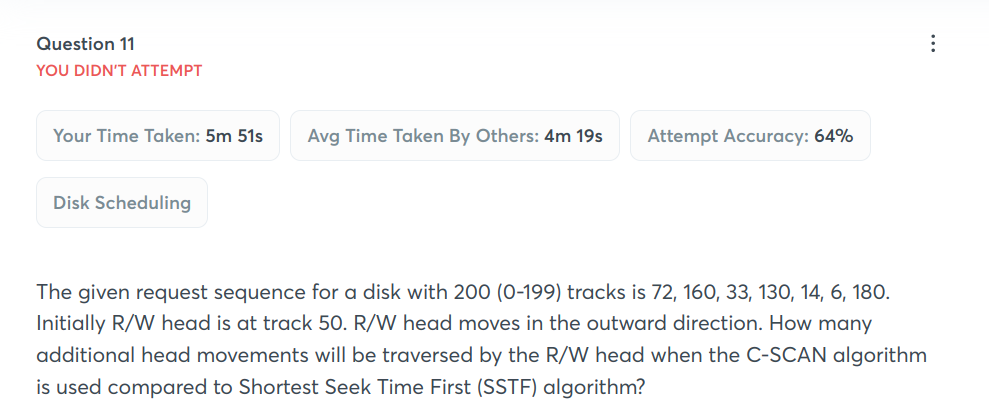 Question 11
YOU DIDN'T ATTEMPT
Your Time Taken: 5m 51s
Avg Time Taken By Others: 4m 19s
Attempt Accuracy: 64%
Disk Scheduling
The given request sequence for a disk with 200 (0-199) tracks is 72, 160, 33, 130, 14, 6, 180.
Initially R/W head is at track 50. R/W head moves in the outward direction. How many
additional head movements will be traversed by the R/W head when the C-SCAN algorithm
is used compared to Shortest Seek Time First (SSTF) algorithm?